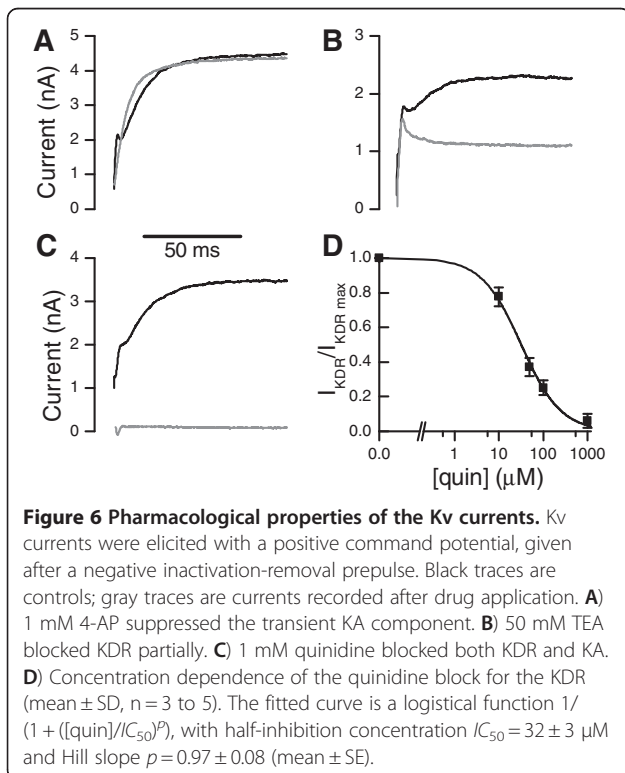 A
B
5
4
3
2
1
0
Current (nA)
3
2
1
0
C
50 ms
D
4
3
2
1
0
Current (nA)
1.0
0.8
0.6
0.4
0.2
0.0
I_KDR/I_KDR max
0.0 1 10 100 1000
[quin] (µM)
Figure 6 Pharmacological properties of the Kv currents. Kv
currents were elicited with a positive command potential, given
after a negative inactivation-removal prepulse. Black traces are
controls; gray traces are currents recorded after drug application. A)
1 mM 4-AP suppressed the transient KA component. B) 50 mM TEA
blocked KDR partially. C) 1 mM quinidine blocked both KDR and KA.
D) Concentration dependence of the quinidine block for the KDR
(mean ± SD, n = 3 to 5). The fitted curve is a logistical function 1/
(1 + ([quin]/IC50)p), with half-inhibition concentration IC50 = 32 ± 3 µM
and Hill slope p = 0.97 ± 0.08 (mean ± SE).